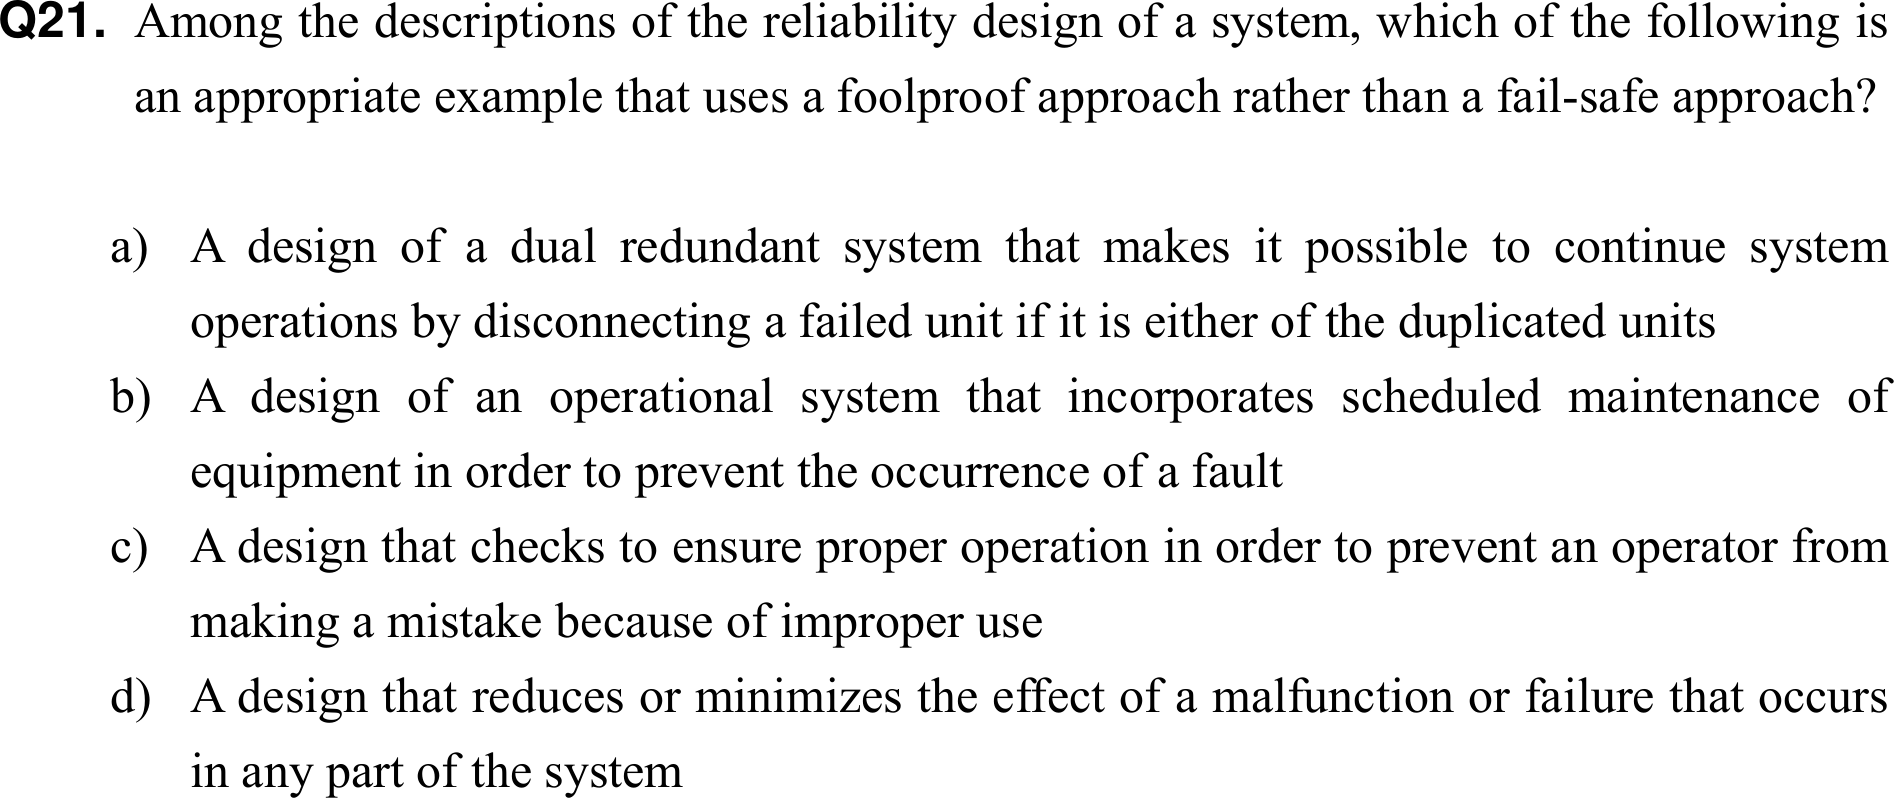 Q21. Among the descriptions of the reliability design of a system, which of the following is
an appropriate example that uses a foolproof approach rather than a fail-safe approach?
a) A design of a dual redundant system that makes it possible to continue system
operations by disconnecting a failed unit if it is either of the duplicated units
b) A design of an operational system that incorporates scheduled maintenance of
equipment in order to prevent the occurrence of a fault
c) A design that checks to ensure proper operation in order to prevent an operator from
making a mistake because of improper use
d) A design that reduces or minimizes the effect of a malfunction or failure that occurs
in any part of the system